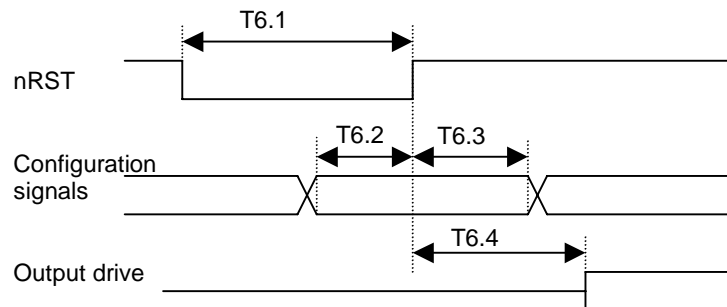 T6.1
nRST
T6.2
T6.3
Configuration
signals
T6.4
Output drive